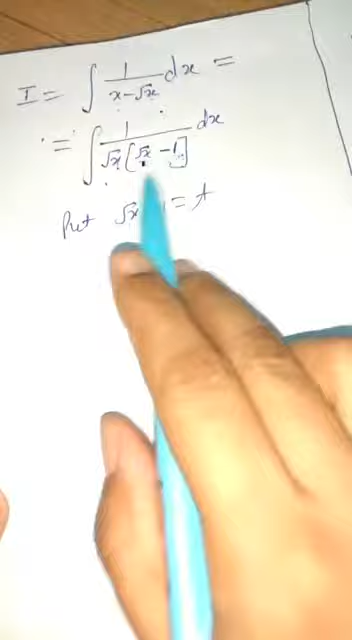 I = ∫ 1/(x-√x) dx =
= ∫ 1/(√x[√x - 1]) dx
Put √x = t